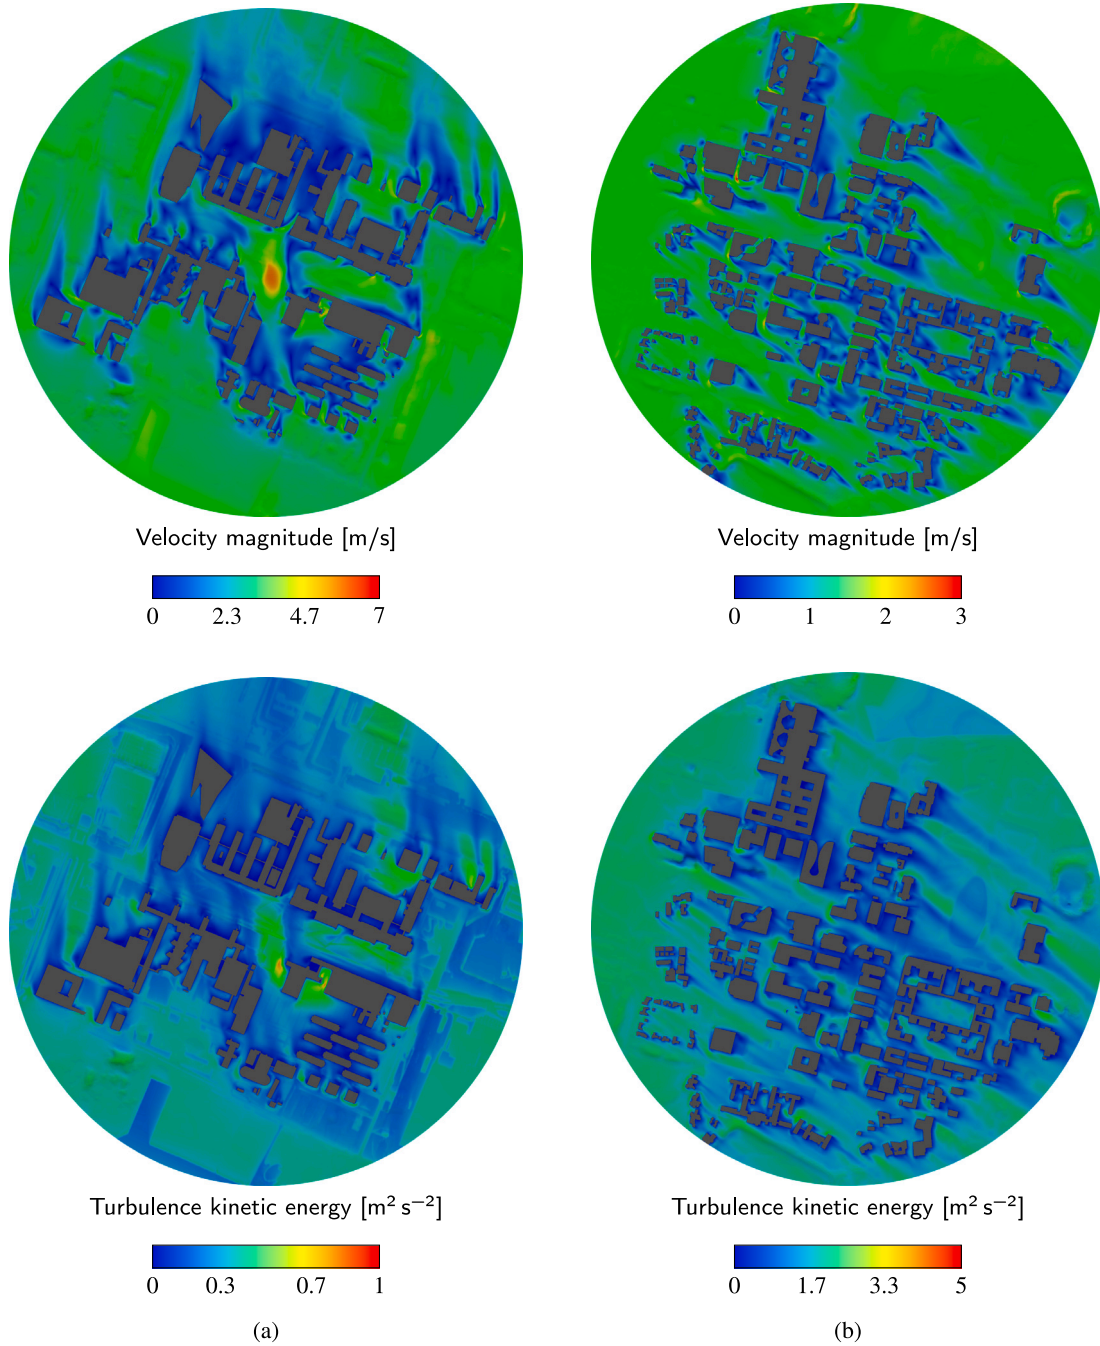 Velocity magnitude [m/s]
0 2.3 4.7 7
Velocity magnitude [m/s]
0 1 2 3
Turbulence kinetic energy [m² s⁻²]
0 0.3 0.7 1
(a)
Turbulence kinetic energy [m² s⁻²]
0 1.7 3.3 5
(b)